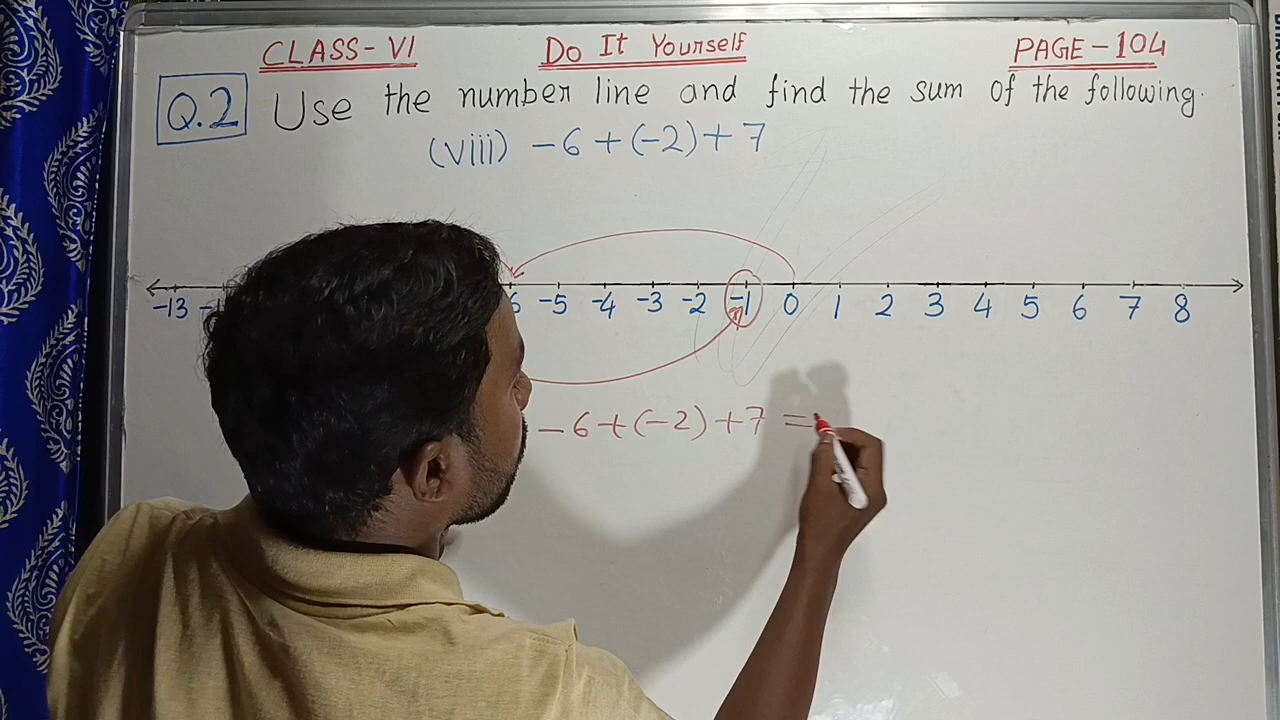 CLASS-VI Do It Yourself PAGE-104
Q.2 Use the number line and find the sum of the following.
(viii) -6+(-2)+7
-13 -5 -4 -3 -2 -1 0 1 2 3 4 5 6 7 8
-6+(-2)+7 =